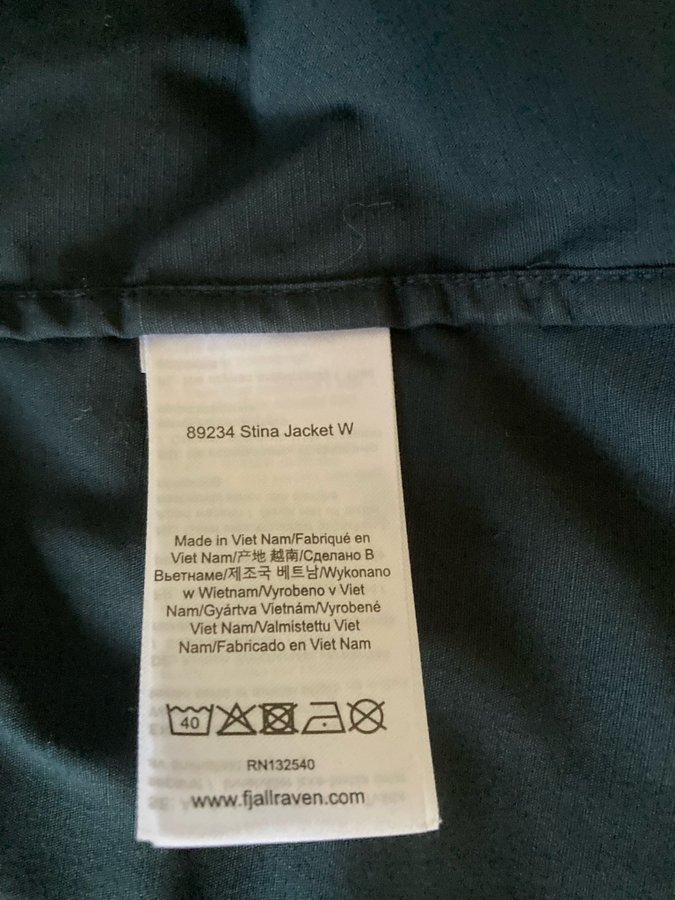 89234 Stina Jacket W
Made in Viet Nam/Fabriqué en
Viet Nam/产地 越南/Сделано В
Вьетнаме/제조국 베트남/Wykonano
w Wietnam/Vyrobeno v Viet
Nam/Gyártva Vietnám/Vyrobené
Viet Nam/Valmistettu Viet
Nam/Fabricado en Viet Nam
40
RN132540
www.fjallraven.com